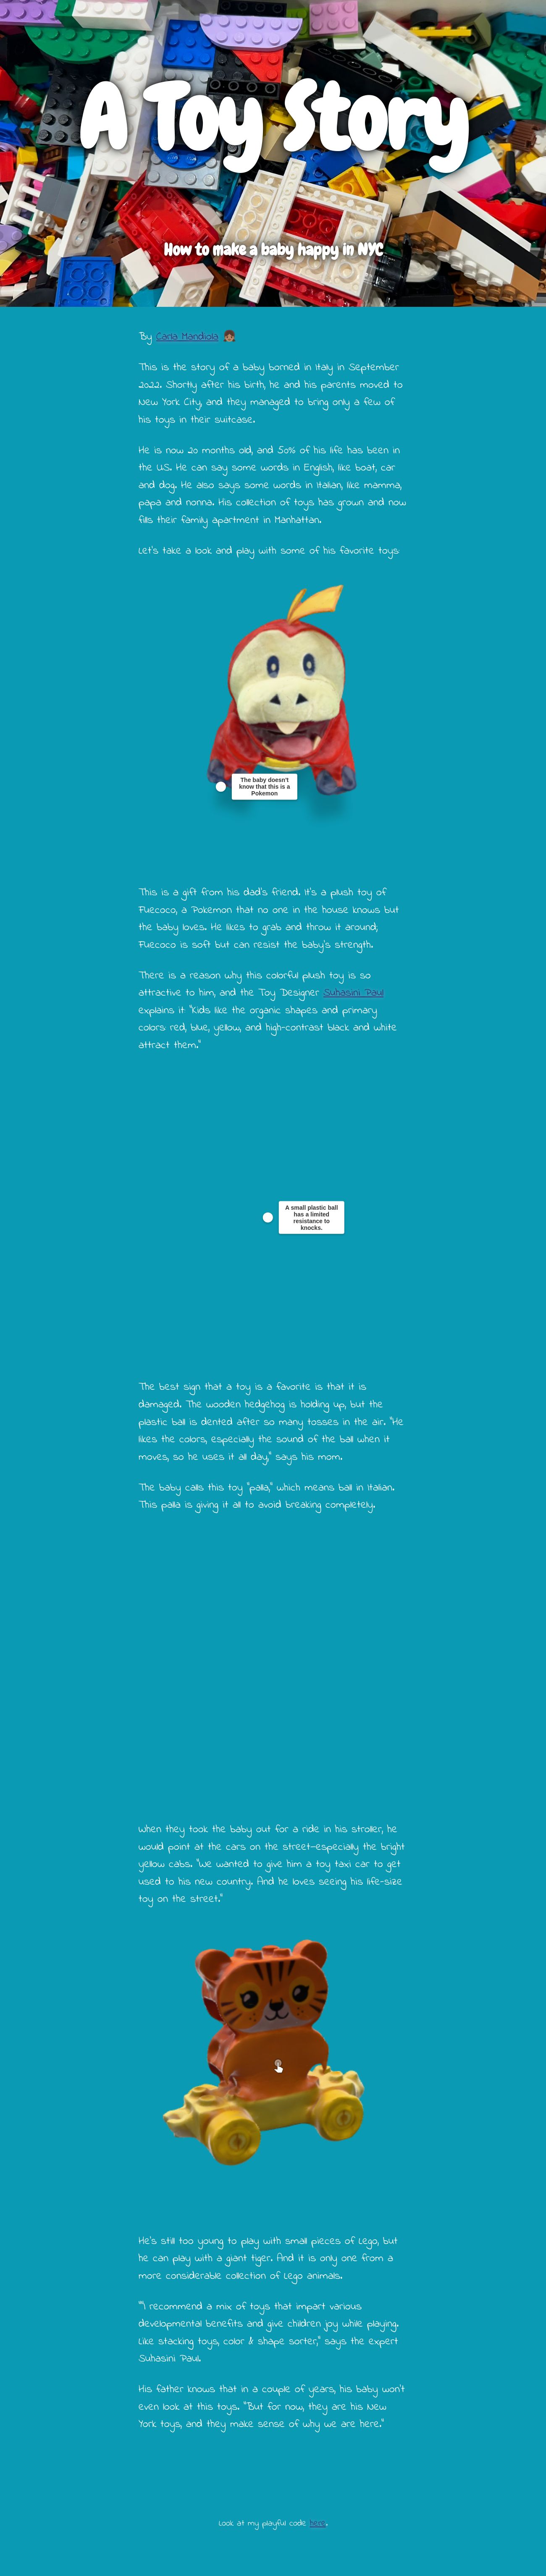 A Toy Story
How to make a baby happy in NYC
By Carla Mandiola
This is the story of a baby borned in Italy in September
2022. Shortly after his birth, he and his parents moved to
New York City, and they managed to bring only a few of
his toys in their suitcase.
He is now 20 months old, and 50% of his life has been in
the US. He can say some words in English, like boat, car
and dog. He also says some words in Italian, like mamma,
papa and nonna. His collection of toys has grown and now
fills their family apartment in Manhattan.
Let's take a look and play with some of his favorite toys:
The baby doesn't
know that this is a
Pokemon
This is a gift from his dad's friend. It's a plush toy of
Fuecoco, a Pokemon that no one in the house knows but
the baby loves. He likes to grab and throw it around;
Fuecoco is soft but can resist the baby's strength.
There is a reason why this colorful plush toy is so
attractive to him, and the Toy Designer Suhasini Paul
explains it: "Kids like the organic shapes and primary
colors: red, blue, yellow, and high-contrast black and white
attract them."
A small plastic ball
has a limited
resistance to
knocks.
The best sign that a toy is a favorite is that it is
damaged. The wooden hedgehog is holding up, but the
plastic ball is dented after so many tosses in the air. "He
likes the colors, especially the sound of the ball when it
moves, so he uses it all day," says his mom.
The baby calls this toy "palla," which means ball in Italian.
This palla is giving it all to avoid breaking completely.
When they took the baby out for a ride in his stroller, he
would point at the cars on the street—especially the bright
yellow cabs. "We wanted to give him a toy taxi car to get
used to his new country. And he loves seeing his life-size
toy on the street."
He's still too young to play with small pieces of Lego, but
he can play with a giant tiger. And it is only one from a
more considerable collection of Lego animals.
""I recommend a mix of toys that impart various
developmental benefits and give children joy while playing.
Like stacking toys, color & shape sorter," says the expert
Suhasini Paul.
His father knows that in a couple of years, his baby won't
even look at this toys. "But for now, they are his New
York toys, and they make sense of why we are here."
Look at my playful code here.